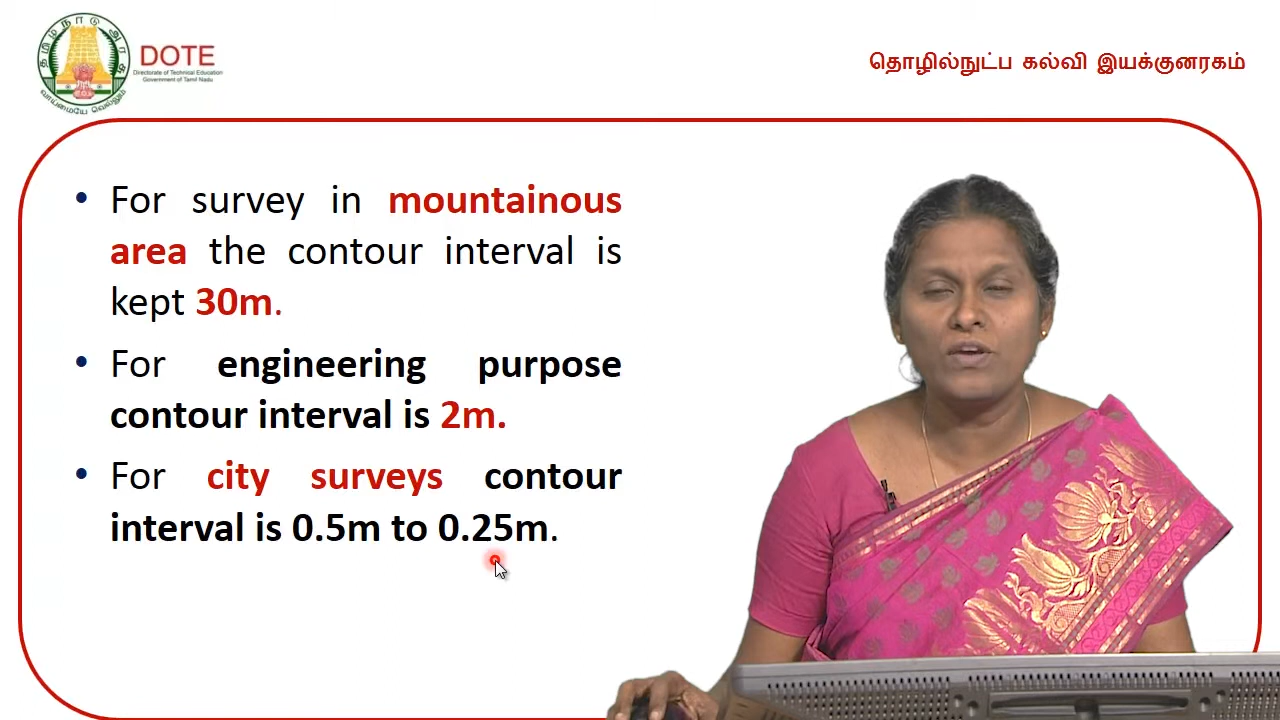 தமிழ்நாடு அரசு
வாய்மையே வெல்லும்
DOTE
Directorate of Technical Education
Government of Tamil Nadu
தொழில்நுட்ப கல்வி இயக்குனரகம்
• For survey in mountainous
area the contour interval is
kept 30m.
• For engineering purpose
contour interval is 2m.
• For city surveys contour
interval is 0.5m to 0.25m.